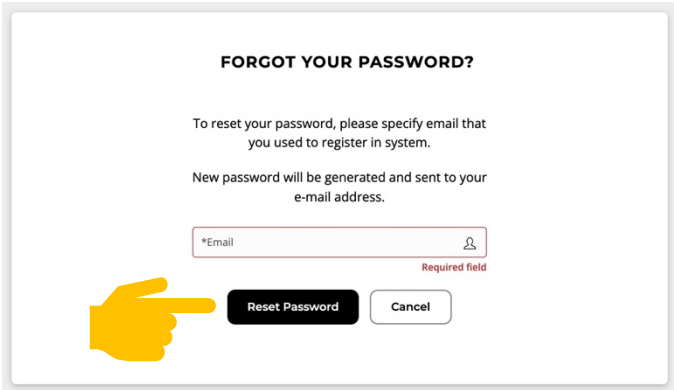 FORGOT YOUR PASSWORD?
To reset your password, please specify email that
you used to register in system.
New password will be generated and sent to your
e-mail address.
*Email
Required field
Reset Password
Cancel